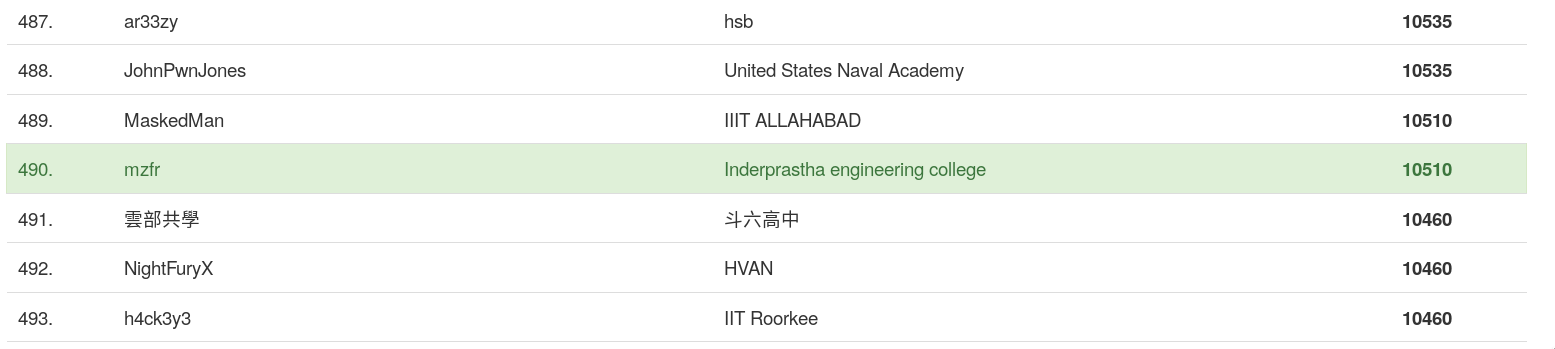 487. ar33zy hsb 10535
488. JohnPwnJones United States Naval Academy 10535
489. MaskedMan IIIT ALLAHABAD 10510
490. mzfr Inderprastha engineering college 10510
491. 雲部共學 斗六高中 10460
492. NightFuryX HVAN 10460
493. h4ck3y3 IIT Roorkee 10460